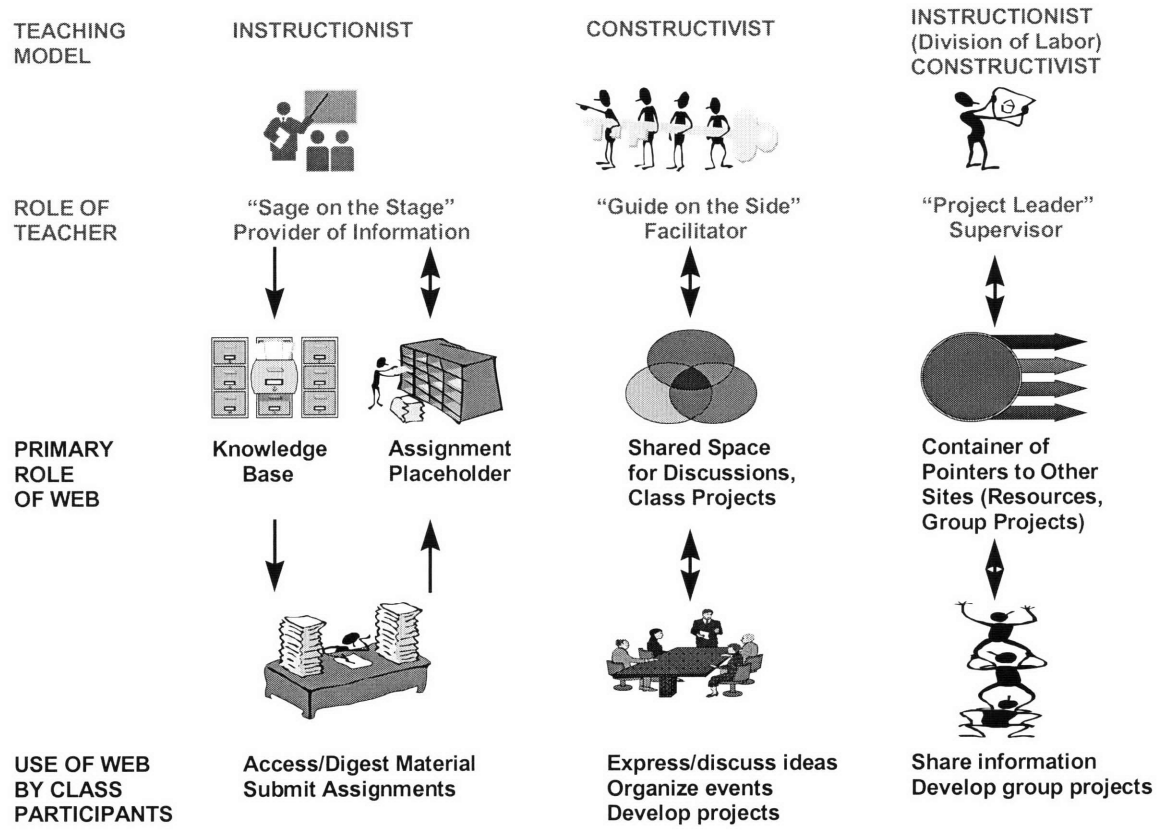 TEACHING
MODEL
INSTRUCTIONIST
CONSTRUCTIVIST
INSTRUCTIONIST
(Division of Labor)
CONSTRUCTIVIST
ROLE OF
TEACHER
“Sage on the Stage”
Provider of Information
“Guide on the Side”
Facilitator
“Project Leader”
Supervisor
PRIMARY
ROLE
OF WEB
Knowledge
Base
Assignment
Placeholder
Shared Space
for Discussions,
Class Projects
Container of
Pointers to Other
Sites (Resources,
Group Projects)
USE OF WEB
BY CLASS
PARTICIPANTS
Access/Digest Material
Submit Assignments
Express/discuss ideas
Organize events
Develop projects
Share information
Develop group projects